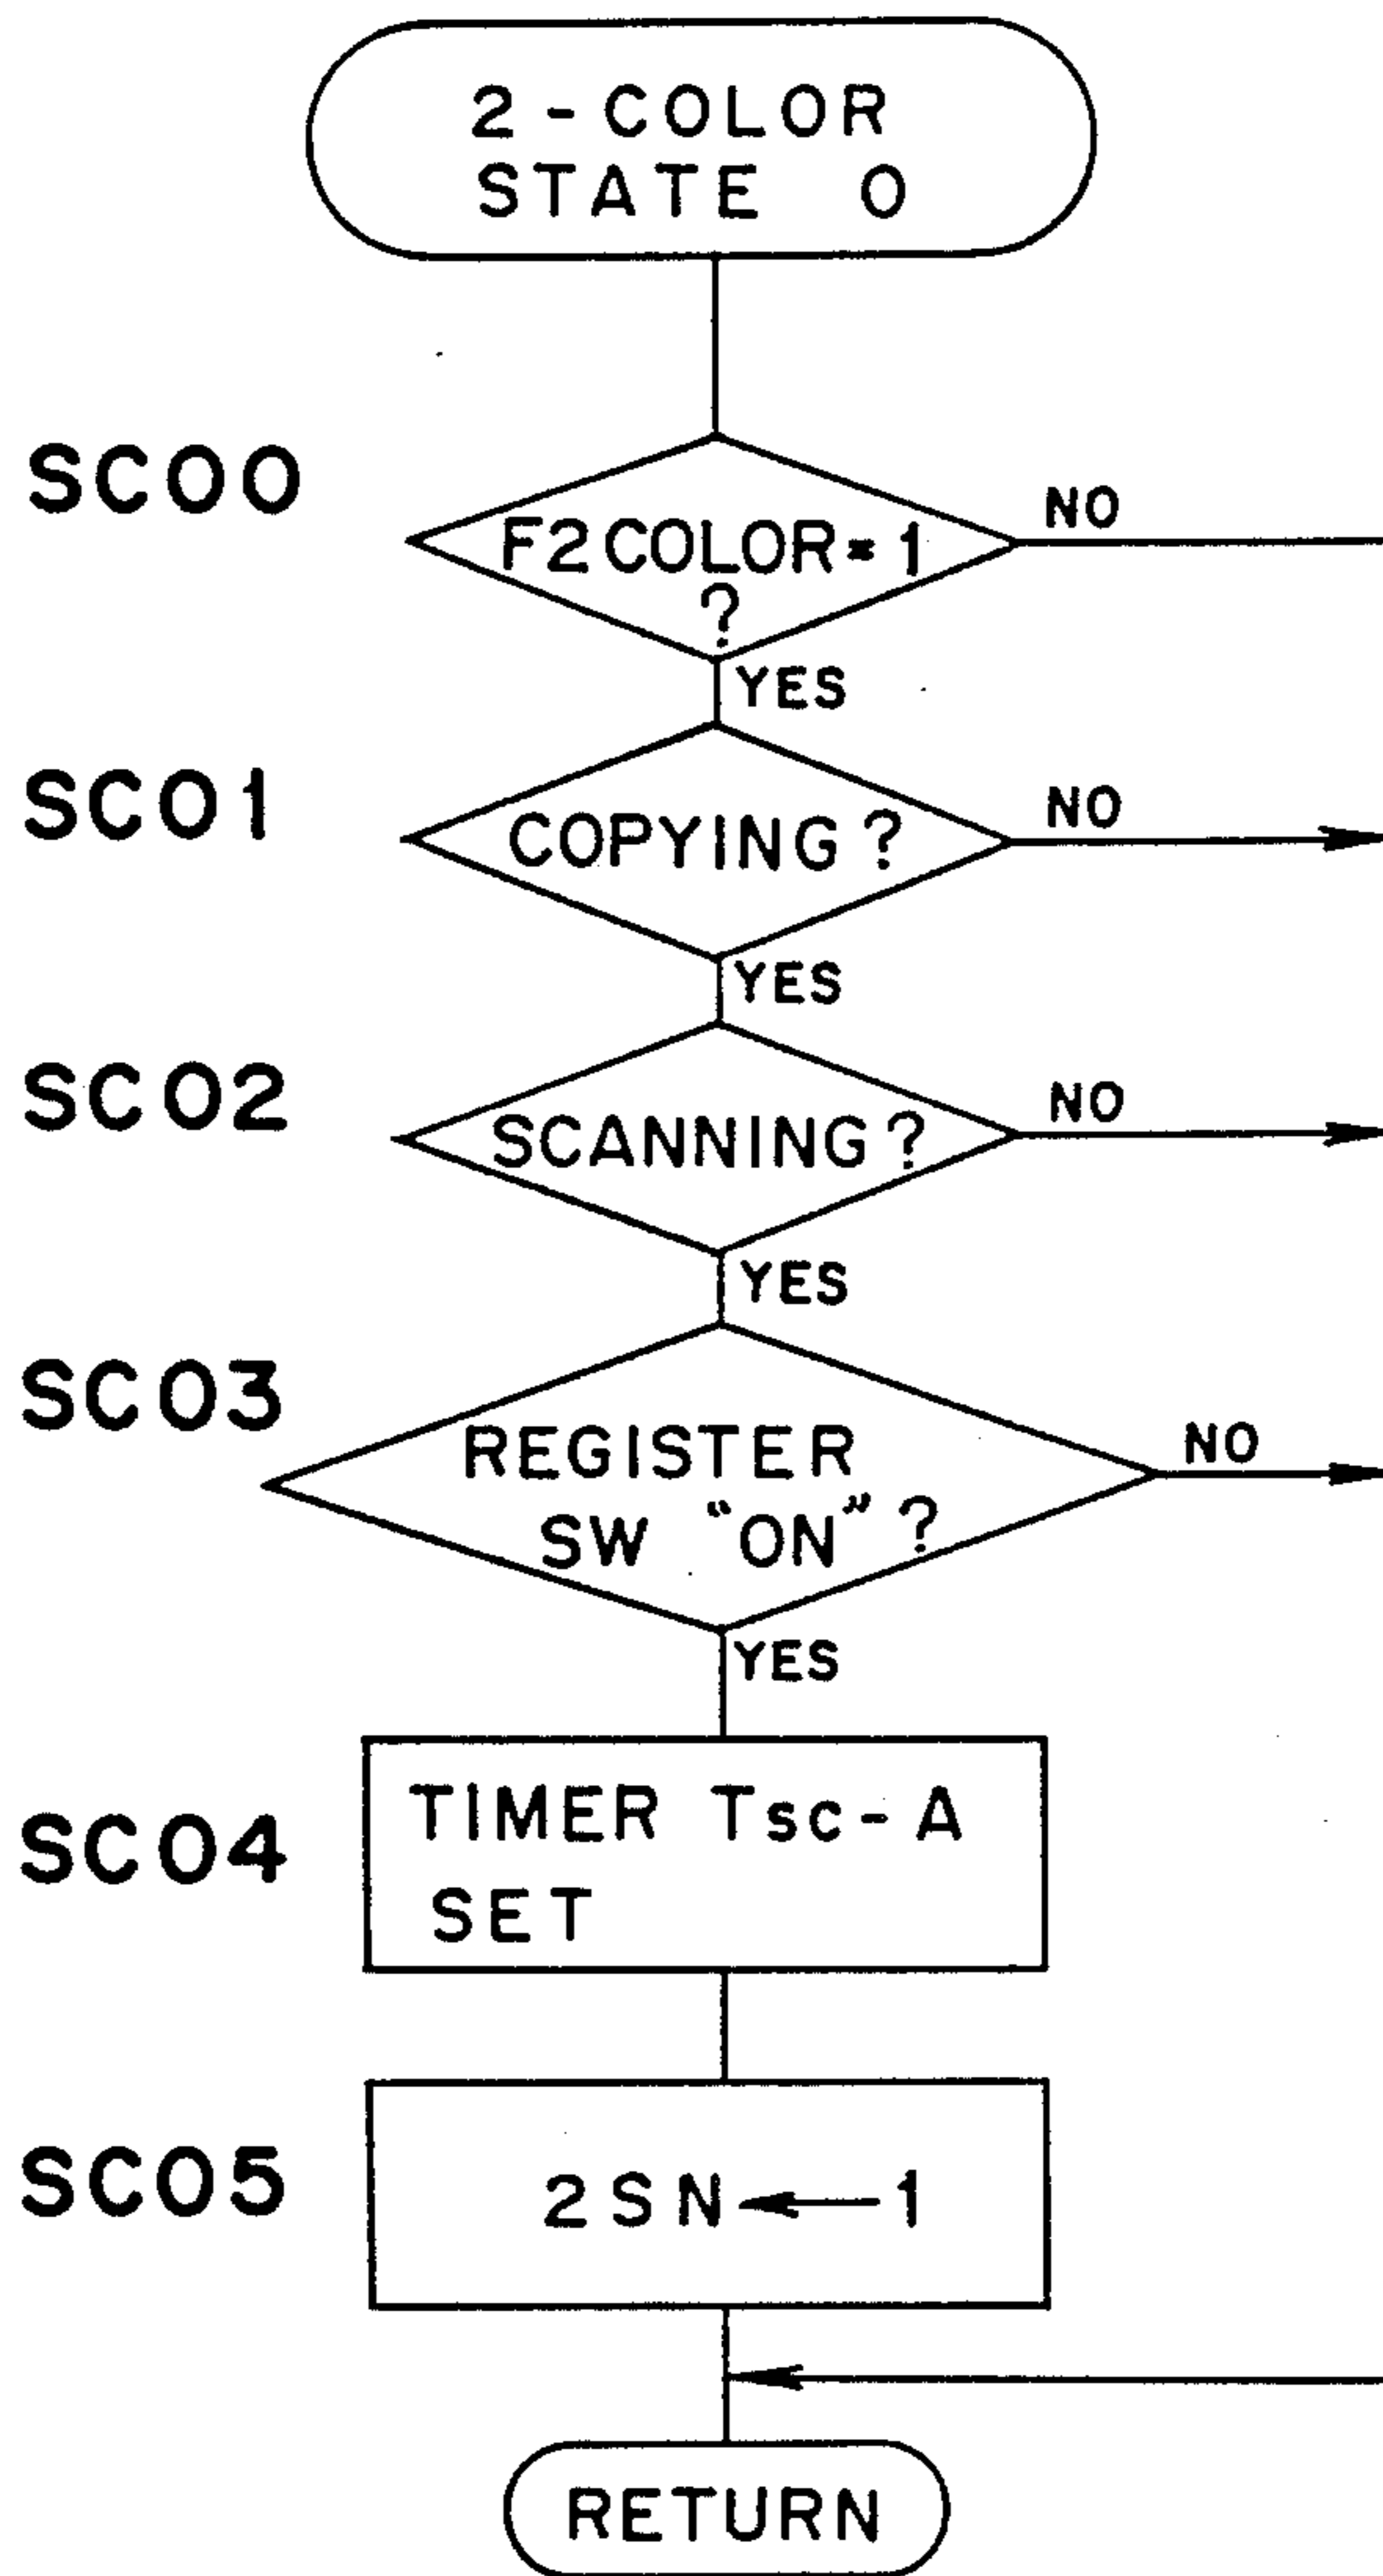 2-COLOR
STATE 0
SC00
F2COLOR=1
?
NO
YES
SC01
COPYING?
NO
YES
SC02
SCANNING?
NO
YES
SC03
REGISTER
SW "ON"?
NO
YES
SC04
TIMER Tsc-A
SET
SC05
2SN←1
RETURN